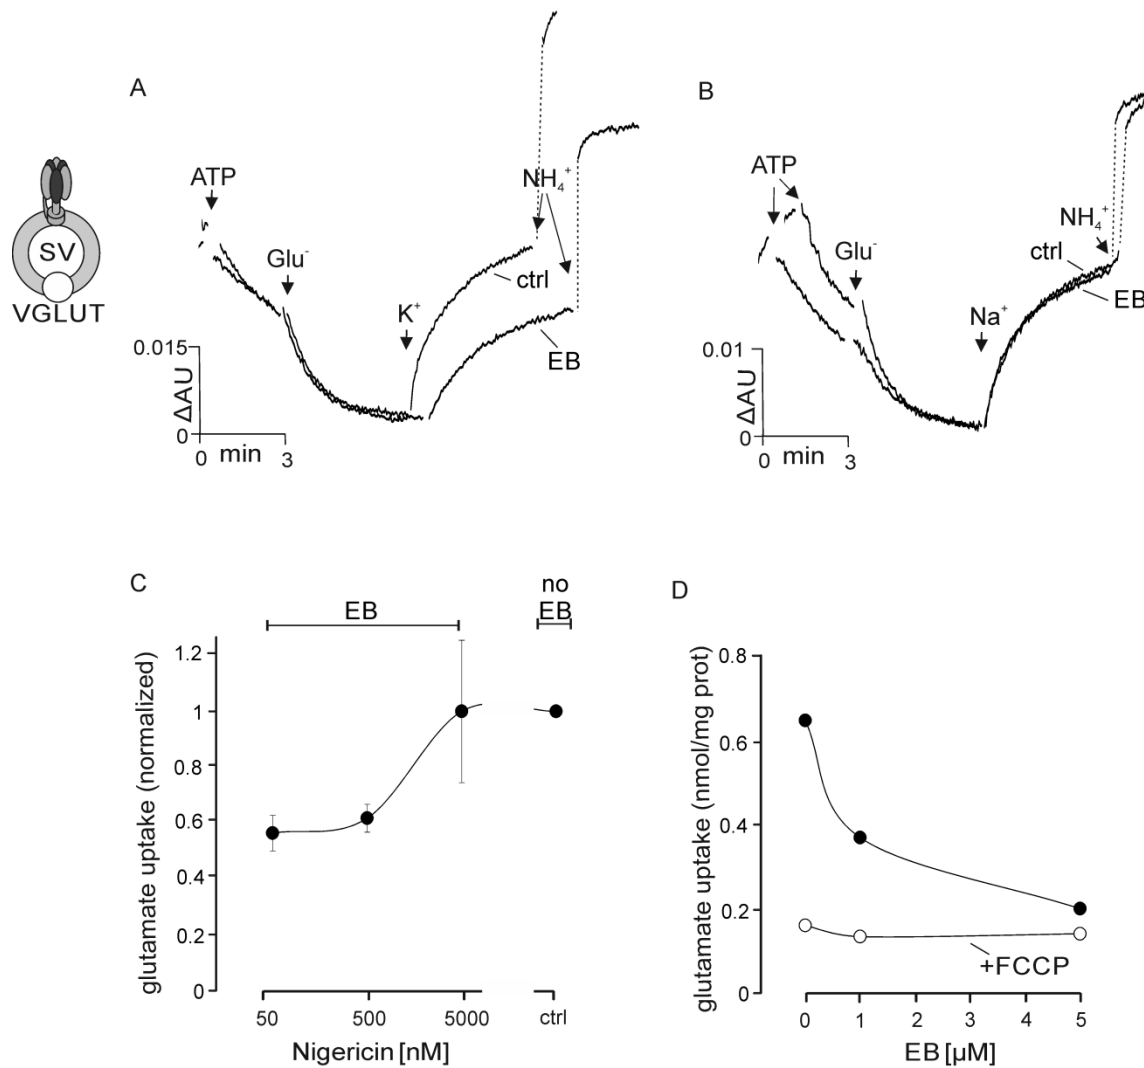 A
ATP
Glu⁻
K⁺
NH₄⁺
ctrl
EB
0.015
ΔAU
0
0 min 3
SV
VGLUT
B
ATP
Glu⁻
Na⁺
NH₄⁺
ctrl
EB
0.01
ΔAU
0
0 min 3
C
EB
no
EB
glutamate uptake (normalized)
1.2
1
0.8
0.6
0.4
0.2
0
50 500 5000 ctrl
Nigericin [nM]
D
glutamate uptake (nmol/mg prot)
0.8
0.6
0.4
0.2
0
+FCCP
0 1 2 3 4 5
EB [µM]